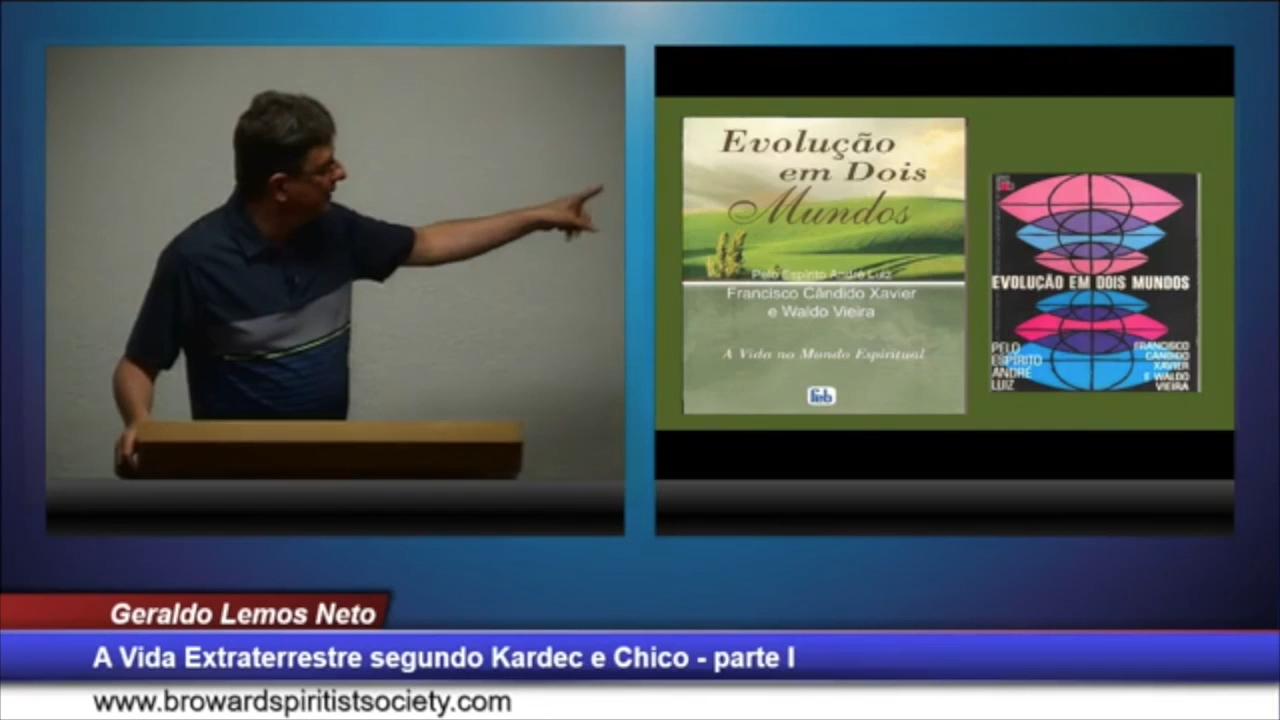 Evolução
em Dois
Mundos
Pelo Espírito André Luiz
Francisco Cândido Xavier
e Waldo Vieira
A Vida no Mundo Espiritual
feb
EVOLUÇÃO EM DOIS MUNDOS
PELO
ESPÍRITO
ANDRÉ
LUIZ
FRANCISCO
CÂNDIDO
XAVIER
E WALDO
VIEIRA
Geraldo Lemos Neto
A Vida Extraterrestre segundo Kardec e Chico - parte I
www.browardspiritistsociety.com